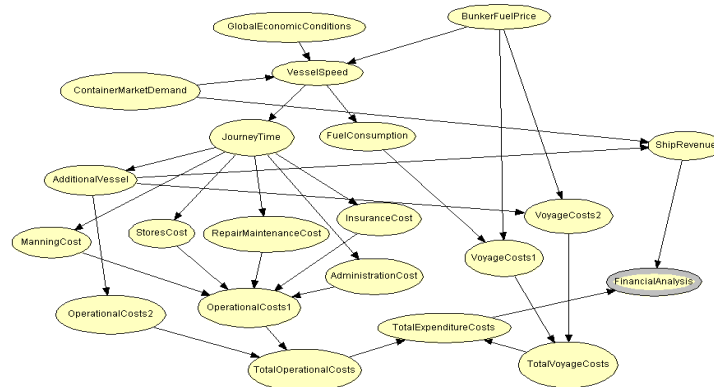 BunkerFuelPrice
GlobalEconomicConditions
VesselSpeed
ContainerMarketDemand
JourneyTime
FuelConsumption
ShipRevenue
AdditionalVessel
InsuranceCost
VoyageCosts2
StoresCost
RepairMaintenanceCost
ManningCost
VoyageCosts1
AdministrationCost
FinancialAnalysis
OperationalCosts1
OperationalCosts2
TotalExpenditureCosts
TotalOperationalCosts
TotalVoyageCosts